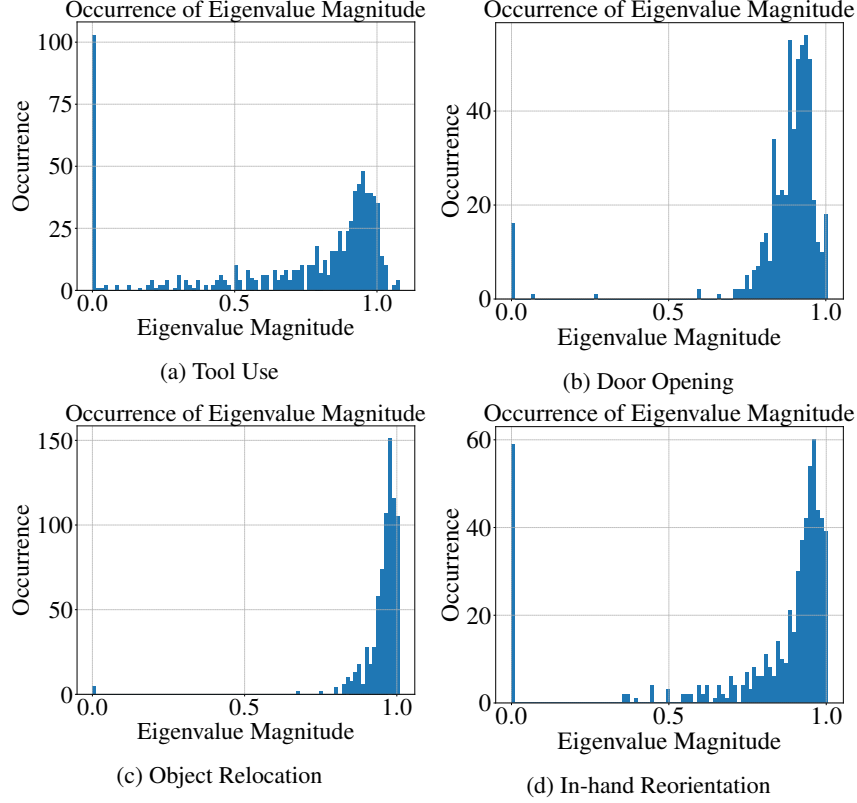 Occurrence of Eigenvalue Magnitude
100
75
50
25
0
Occurrence
0.0 0.5 1.0
Eigenvalue Magnitude
(a) Tool Use
Occurrence of Eigenvalue Magnitude
40
20
0
Occurrence
0.0 0.5 1.0
Eigenvalue Magnitude
(b) Door Opening
Occurrence of Eigenvalue Magnitude
150
100
50
0
Occurrence
0.0 0.5 1.0
Eigenvalue Magnitude
(c) Object Relocation
Occurrence of Eigenvalue Magnitude
60
40
20
0
Occurrence
0.0 0.5 1.0
Eigenvalue Magnitude
(d) In-hand Reorientation